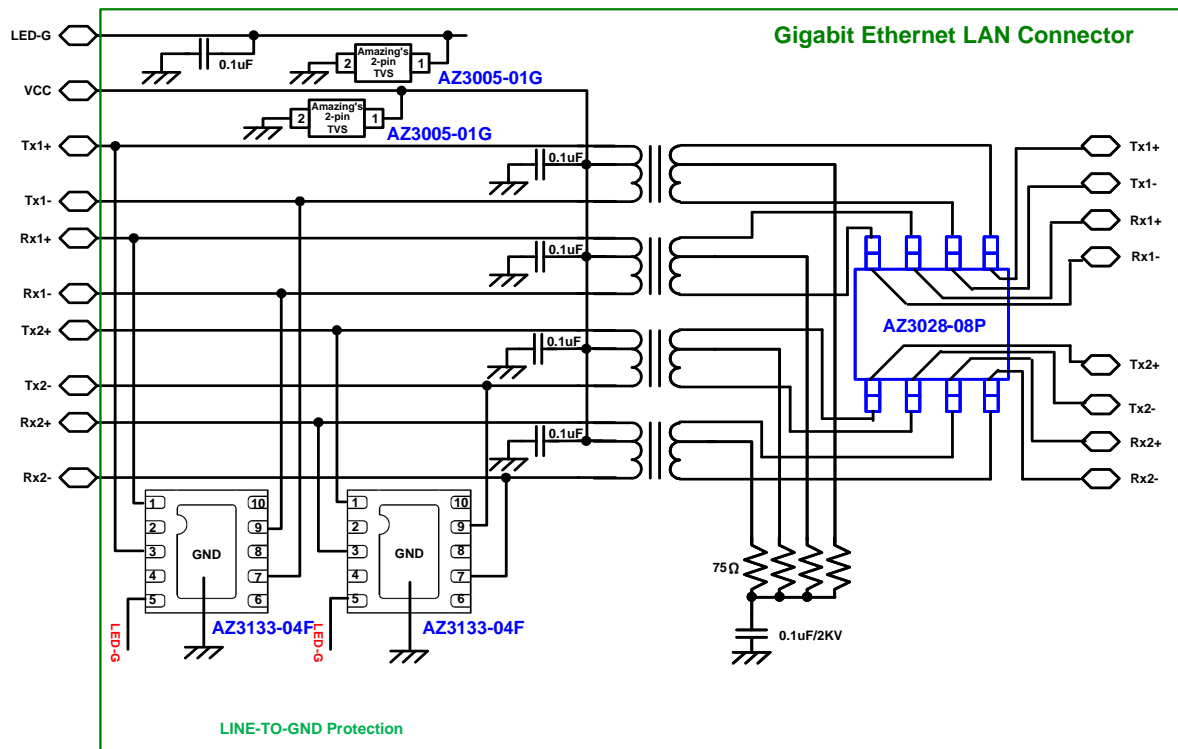 Gigabit Ethernet LAN Connector
LED-G
0.1uF
2
Amazing's
2-pin
TVS
1
AZ3005-01G
VCC
2
Amazing's
2-pin
TVS
1
AZ3005-01G
Tx1+
0.1uF
Tx1-
Rx1+
0.1uF
Rx1-
Tx2+
0.1uF
Tx2-
Rx2+
0.1uF
Rx2-
Tx1+
Tx1-
Rx1+
Rx1-
AZ3028-08P
Tx2+
Tx2-
Rx2+
Rx2-
1
2
3
4
5
GND
10
9
8
7
6
AZ3133-04F
LED-G
1
2
3
4
5
GND
10
9
8
7
6
AZ3133-04F
LED-G
75Ω
0.1uF/2KV
LINE-TO-GND Protection